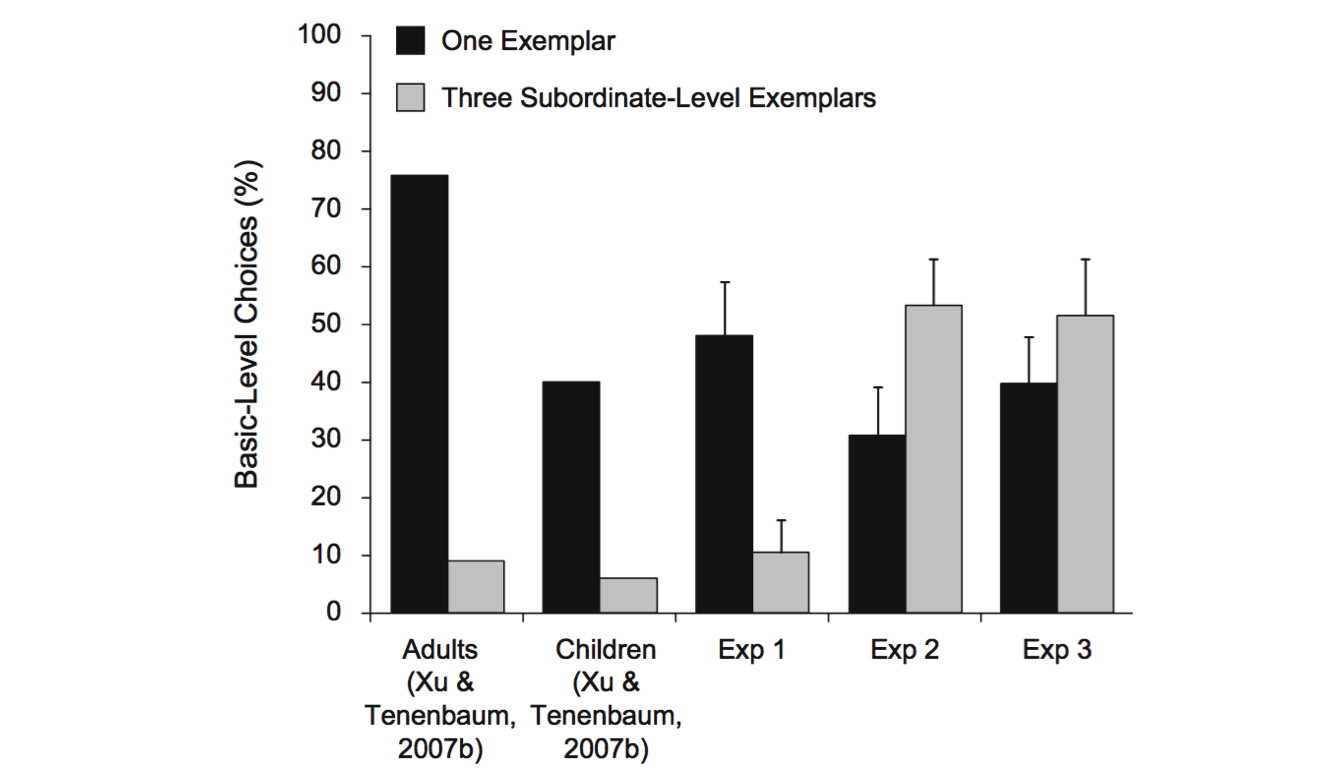 One Exemplar
Three Subordinate-Level Exemplars
Basic-Level Choices (%)
100
90
80
70
60
50
40
30
20
10
0
Adults
(Xu &
Tenenbaum,
2007b)
Children
(Xu &
Tenenbaum,
2007b)
Exp 1
Exp 2
Exp 3